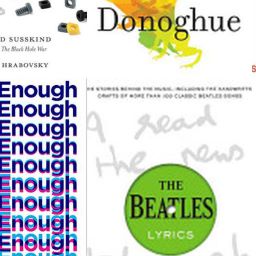 D SUSSKIND
The Black Hole War
HRABOVSKY
Donoghue
S
Enough
Enough
Enough
Enough
Enough
Enough
Enough
Enough
Enough
THE STORIES BEHIND THE MUSIC, INCLUDING THE HANDWRITTEN
DRAFTS OF MORE THAN 100 CLASSIC BEATLES SONGS
I read
the news
THE
BEATLES
LYRICS